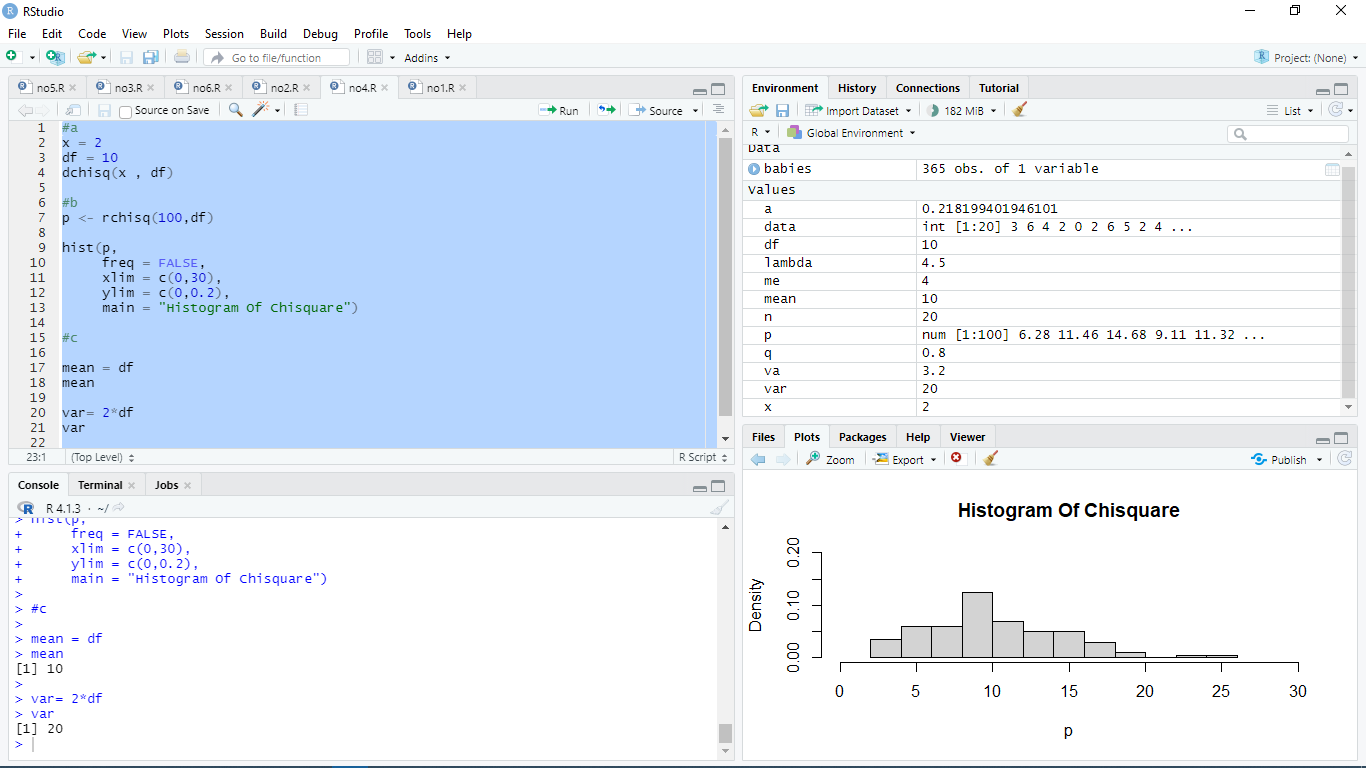 RStudio
File Edit Code View Plots Session Build Debug Profile Tools Help
Go to file/function Addins Project: (None)
no5.R no3.R no6.R no2.R no4.R no1.R
Source on Save Run Source
1 #a
2 x = 2
3 df = 10
4 dchisq(x , df)
5
6 #b
7 p <- rchisq(100,df)
8
9 hist(p,
10 freq = FALSE,
11 xlim = c(0,30),
12 ylim = c(0,0.2),
13 main = "Histogram Of Chisquare")
14
15 #c
16
17 mean = df
18 mean
19
20 var= 2*df
21 var
22
23:1 (Top Level) R Script
Console Terminal Jobs
R 4.1.3 · ~/
> hist(p,
+ freq = FALSE,
+ xlim = c(0,30),
+ ylim = c(0,0.2),
+ main = "Histogram Of Chisquare")
>
> #c
>
> mean = df
> mean
[1] 10
>
> var= 2*df
> var
[1] 20
>
Environment History Connections Tutorial
Import Dataset 182 MiB List
R Global Environment
Data
babies 365 obs. of 1 variable
Values
a 0.218199401946101
data int [1:20] 3 6 4 2 0 2 6 5 2 4 ...
df 10
lambda 4.5
me 4
mean 10
n 20
p num [1:100] 6.28 11.46 14.68 9.11 11.32 ...
q 0.8
va 3.2
var 20
x 2
Files Plots Packages Help Viewer
Zoom Export Publish
Histogram Of Chisquare
Density
0.20
0.10
0.00
0 5 10 15 20 25 30
p